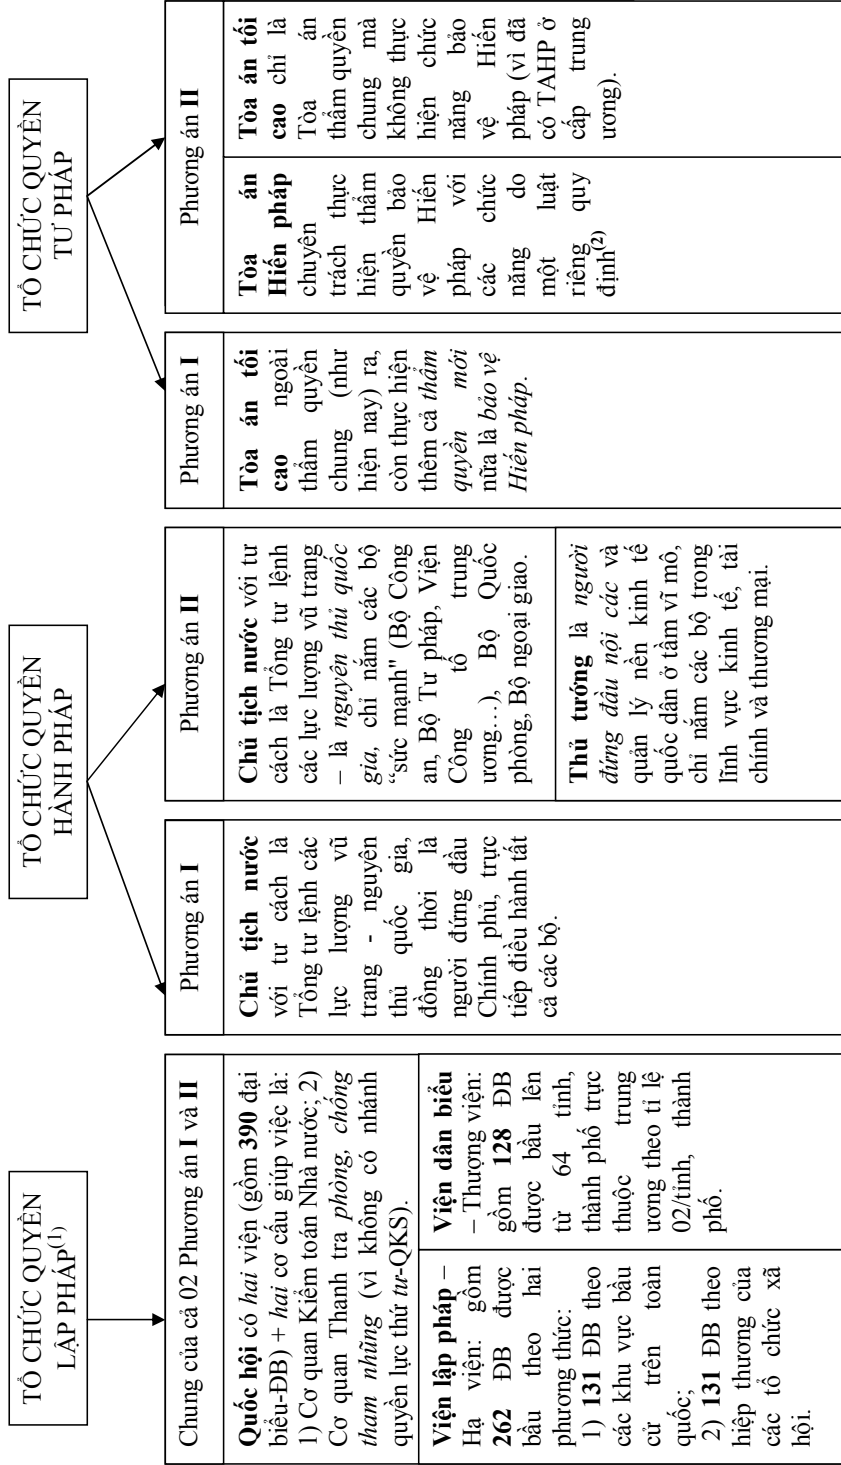 TỔ CHỨC QUYỀN
LẬP PHÁP(1)
Chung của cả 02 Phương án I và II
Quốc hội có hai viện (gồm 390 đại
biểu-ĐB) + hai cơ cấu giúp việc là:
1) Cơ quan Kiểm toán Nhà nước; 2)
Cơ quan Thanh tra phòng, chống
tham nhũng (vì không có nhánh
quyền lực thứ tư-QKS).
Viện lập pháp –
Hạ viện: gồm
262 ĐB được
bầu theo hai
phương thức:
1) 131 ĐB theo
các khu vực bầu
cử trên toàn
quốc;
2) 131 ĐB theo
hiệp thương của
các tổ chức xã
hội.
Viện dân biểu
– Thượng viện:
gồm 128 ĐB
được bầu lên
từ 64 tỉnh,
thành phố trực
thuộc trung
ương theo tỉ lệ
02/tỉnh, thành
phố.
TỔ CHỨC QUYỀN
HÀNH PHÁP
Phương án I
Chủ tịch nước
với tư cách là
Tổng tư lệnh các
lực lượng vũ
trang - nguyên
thủ quốc gia,
đồng thời là
người đứng đầu
Chính phủ, trực
tiếp điều hành tất
cả các bộ.
Phương án II
Chủ tịch nước với tư
cách là Tổng tư lệnh
các lực lượng vũ trang
– là nguyên thủ quốc
gia, chỉ nắm các bộ
“sức mạnh" (Bộ Công
an, Bộ Tư pháp, Viện
Công tố trung
ương…), Bộ Quốc
phòng, Bộ ngoại giao.
Thủ tướng là người
đứng đầu nội các và
quản lý nền kinh tế
quốc dân ở tầm vĩ mô,
chỉ nắm các bộ trong
lĩnh vực kinh tế, tài
chính và thương mại.
TỔ CHỨC QUYỀN
TƯ PHÁP
Phương án I
Tòa án tối
cao ngoài
thẩm quyền
chung (như
hiện nay) ra,
còn thực hiện
thêm cả thẩm
quyền mới
nữa là bảo vệ
Hiến pháp.
Phương án II
Tòa án
Hiến pháp
chuyên
trách thực
hiện thẩm
quyền bảo
vệ Hiến
pháp với
các chức
năng do
một luật
riêng quy
định(2)
Tòa án tối
cao chỉ là
Tòa án
thẩm quyền
chung mà
không thực
hiện chức
năng bảo
vệ Hiến
pháp (vì đã
có TAHP ở
cấp trung
ương).